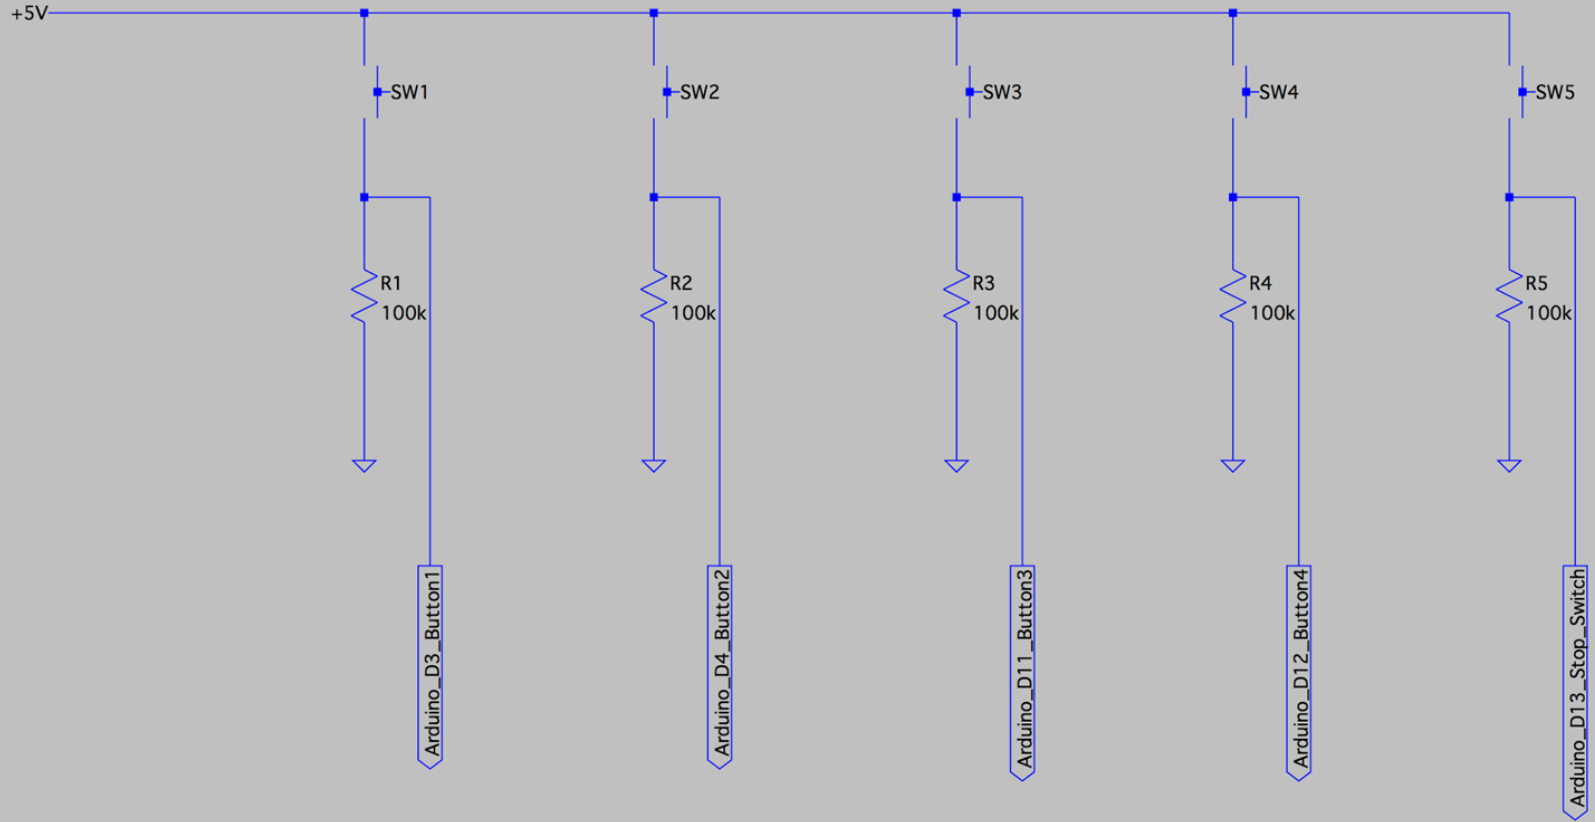 +5V
SW1
SW2
SW3
SW4
SW5
R1
100k
R2
100k
R3
100k
R4
100k
R5
100k
Arduino_D3_Button1
Arduino_D4_Button2
Arduino_D11_Button3
Arduino_D12_Button4
Arduino_D13_Stop_Switch